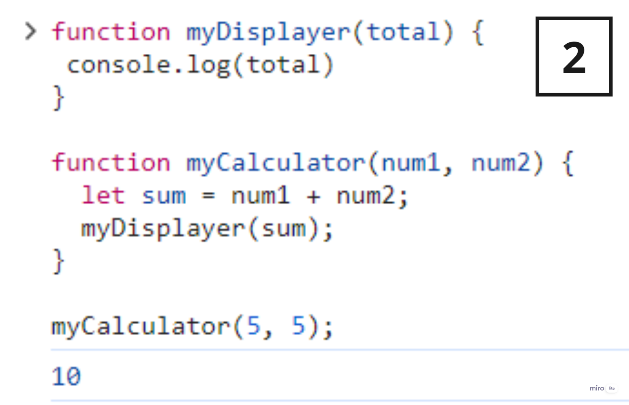 > function myDisplayer(total) {
console.log(total)
}
2
function myCalculator(num1, num2) {
let sum = num1 + num2;
myDisplayer(sum);
}
myCalculator(5, 5);
10
miro